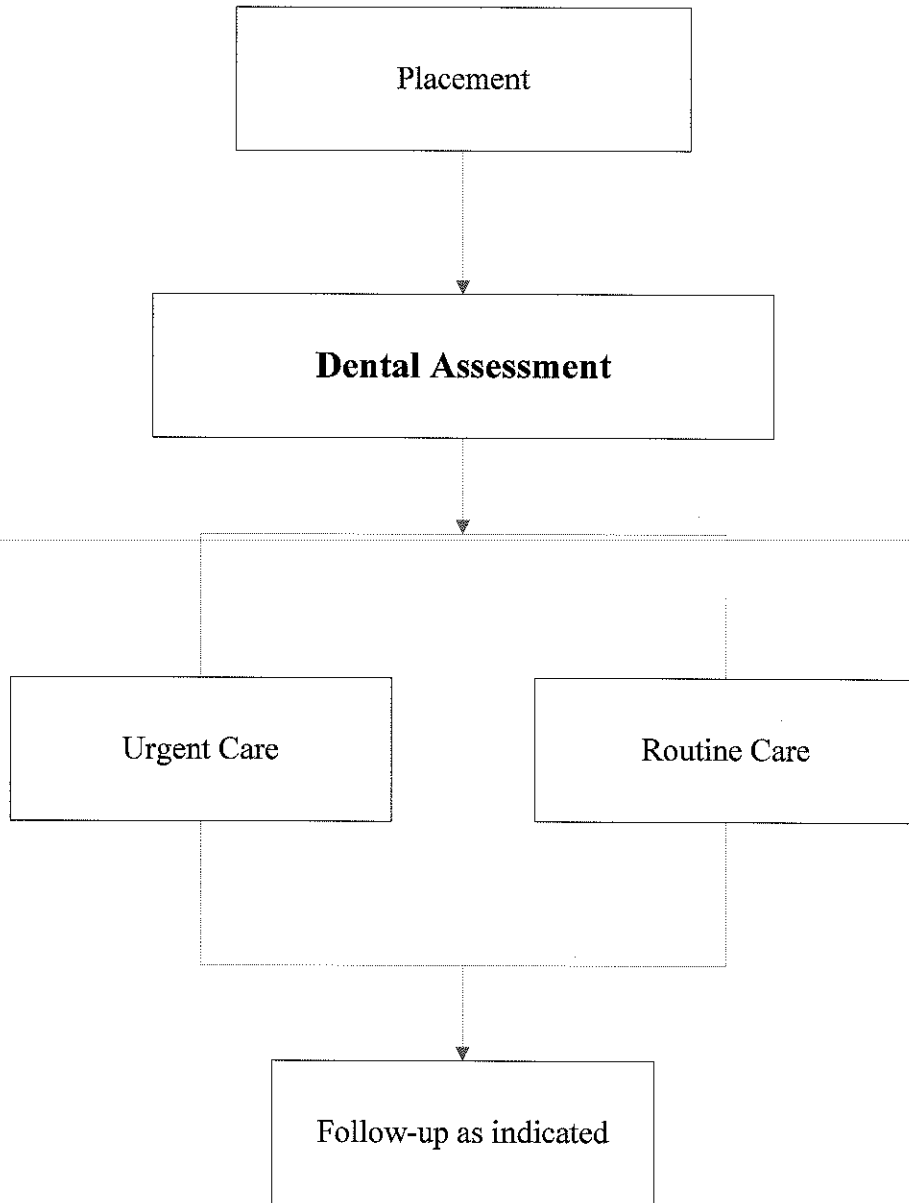 Placement
Dental Assessment
Urgent Care
Routine Care
Follow-up as indicated